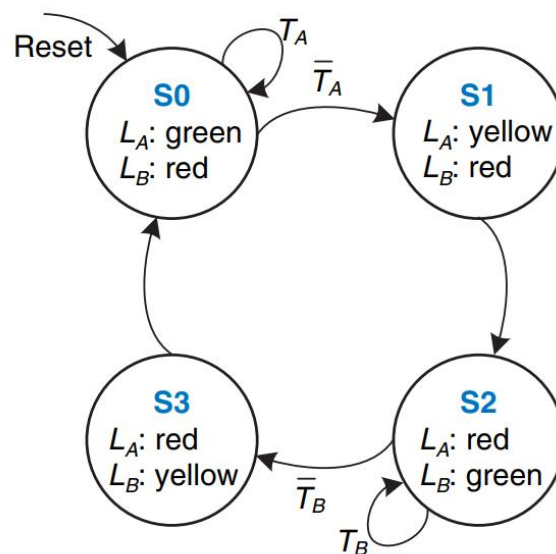 Reset
T_A
T̅_A
S0
L_A: green
L_B: red
S1
L_A: yellow
L_B: red
S3
L_A: red
L_B: yellow
S2
L_A: red
L_B: green
T̅_B
T_B